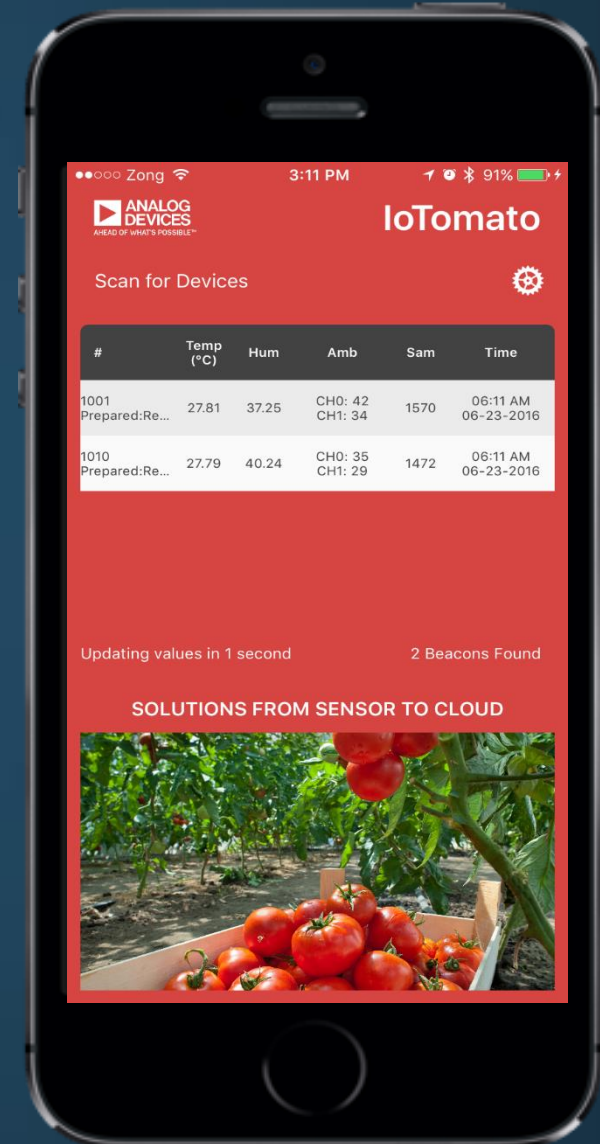 ●●○○○ Zong 3:11 PM 91%
ANALOG
DEVICES
AHEAD OF WHAT'S POSSIBLE™
IoTomato
Scan for Devices
# Temp (°C) Hum Amb Sam Time
1001 Prepared:Re... 27.81 37.25 CH0: 42 CH1: 34 1570 06:11 AM 06-23-2016
1010 Prepared:Re... 27.79 40.24 CH0: 35 CH1: 29 1472 06:11 AM 06-23-2016
Updating values in 1 second 2 Beacons Found
SOLUTIONS FROM SENSOR TO CLOUD